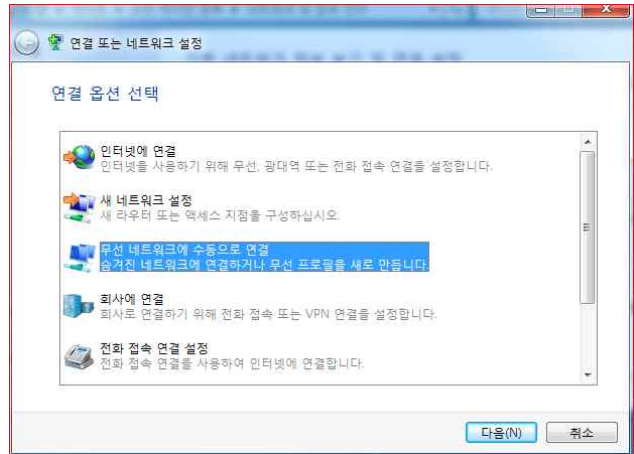 연결 또는 네트워크 설정
연결 옵션 선택
인터넷에 연결
인터넷을 사용하기 위해 무선, 광대역 또는 전화 접속 연결을 설정합니다.
새 네트워크 설정
새 라우터 또는 액세스 지점을 구성하십시오.
무선 네트워크에 수동으로 연결
숨겨진 네트워크에 연결하거나 무선 프로필을 새로 만듭니다.
회사에 연결
회사로 연결하기 위해 전화 접속 또는 VPN 연결을 설정합니다.
전화 접속 연결 설정
전화 접속 연결을 사용하여 인터넷에 연결합니다.
다음(N) 취소